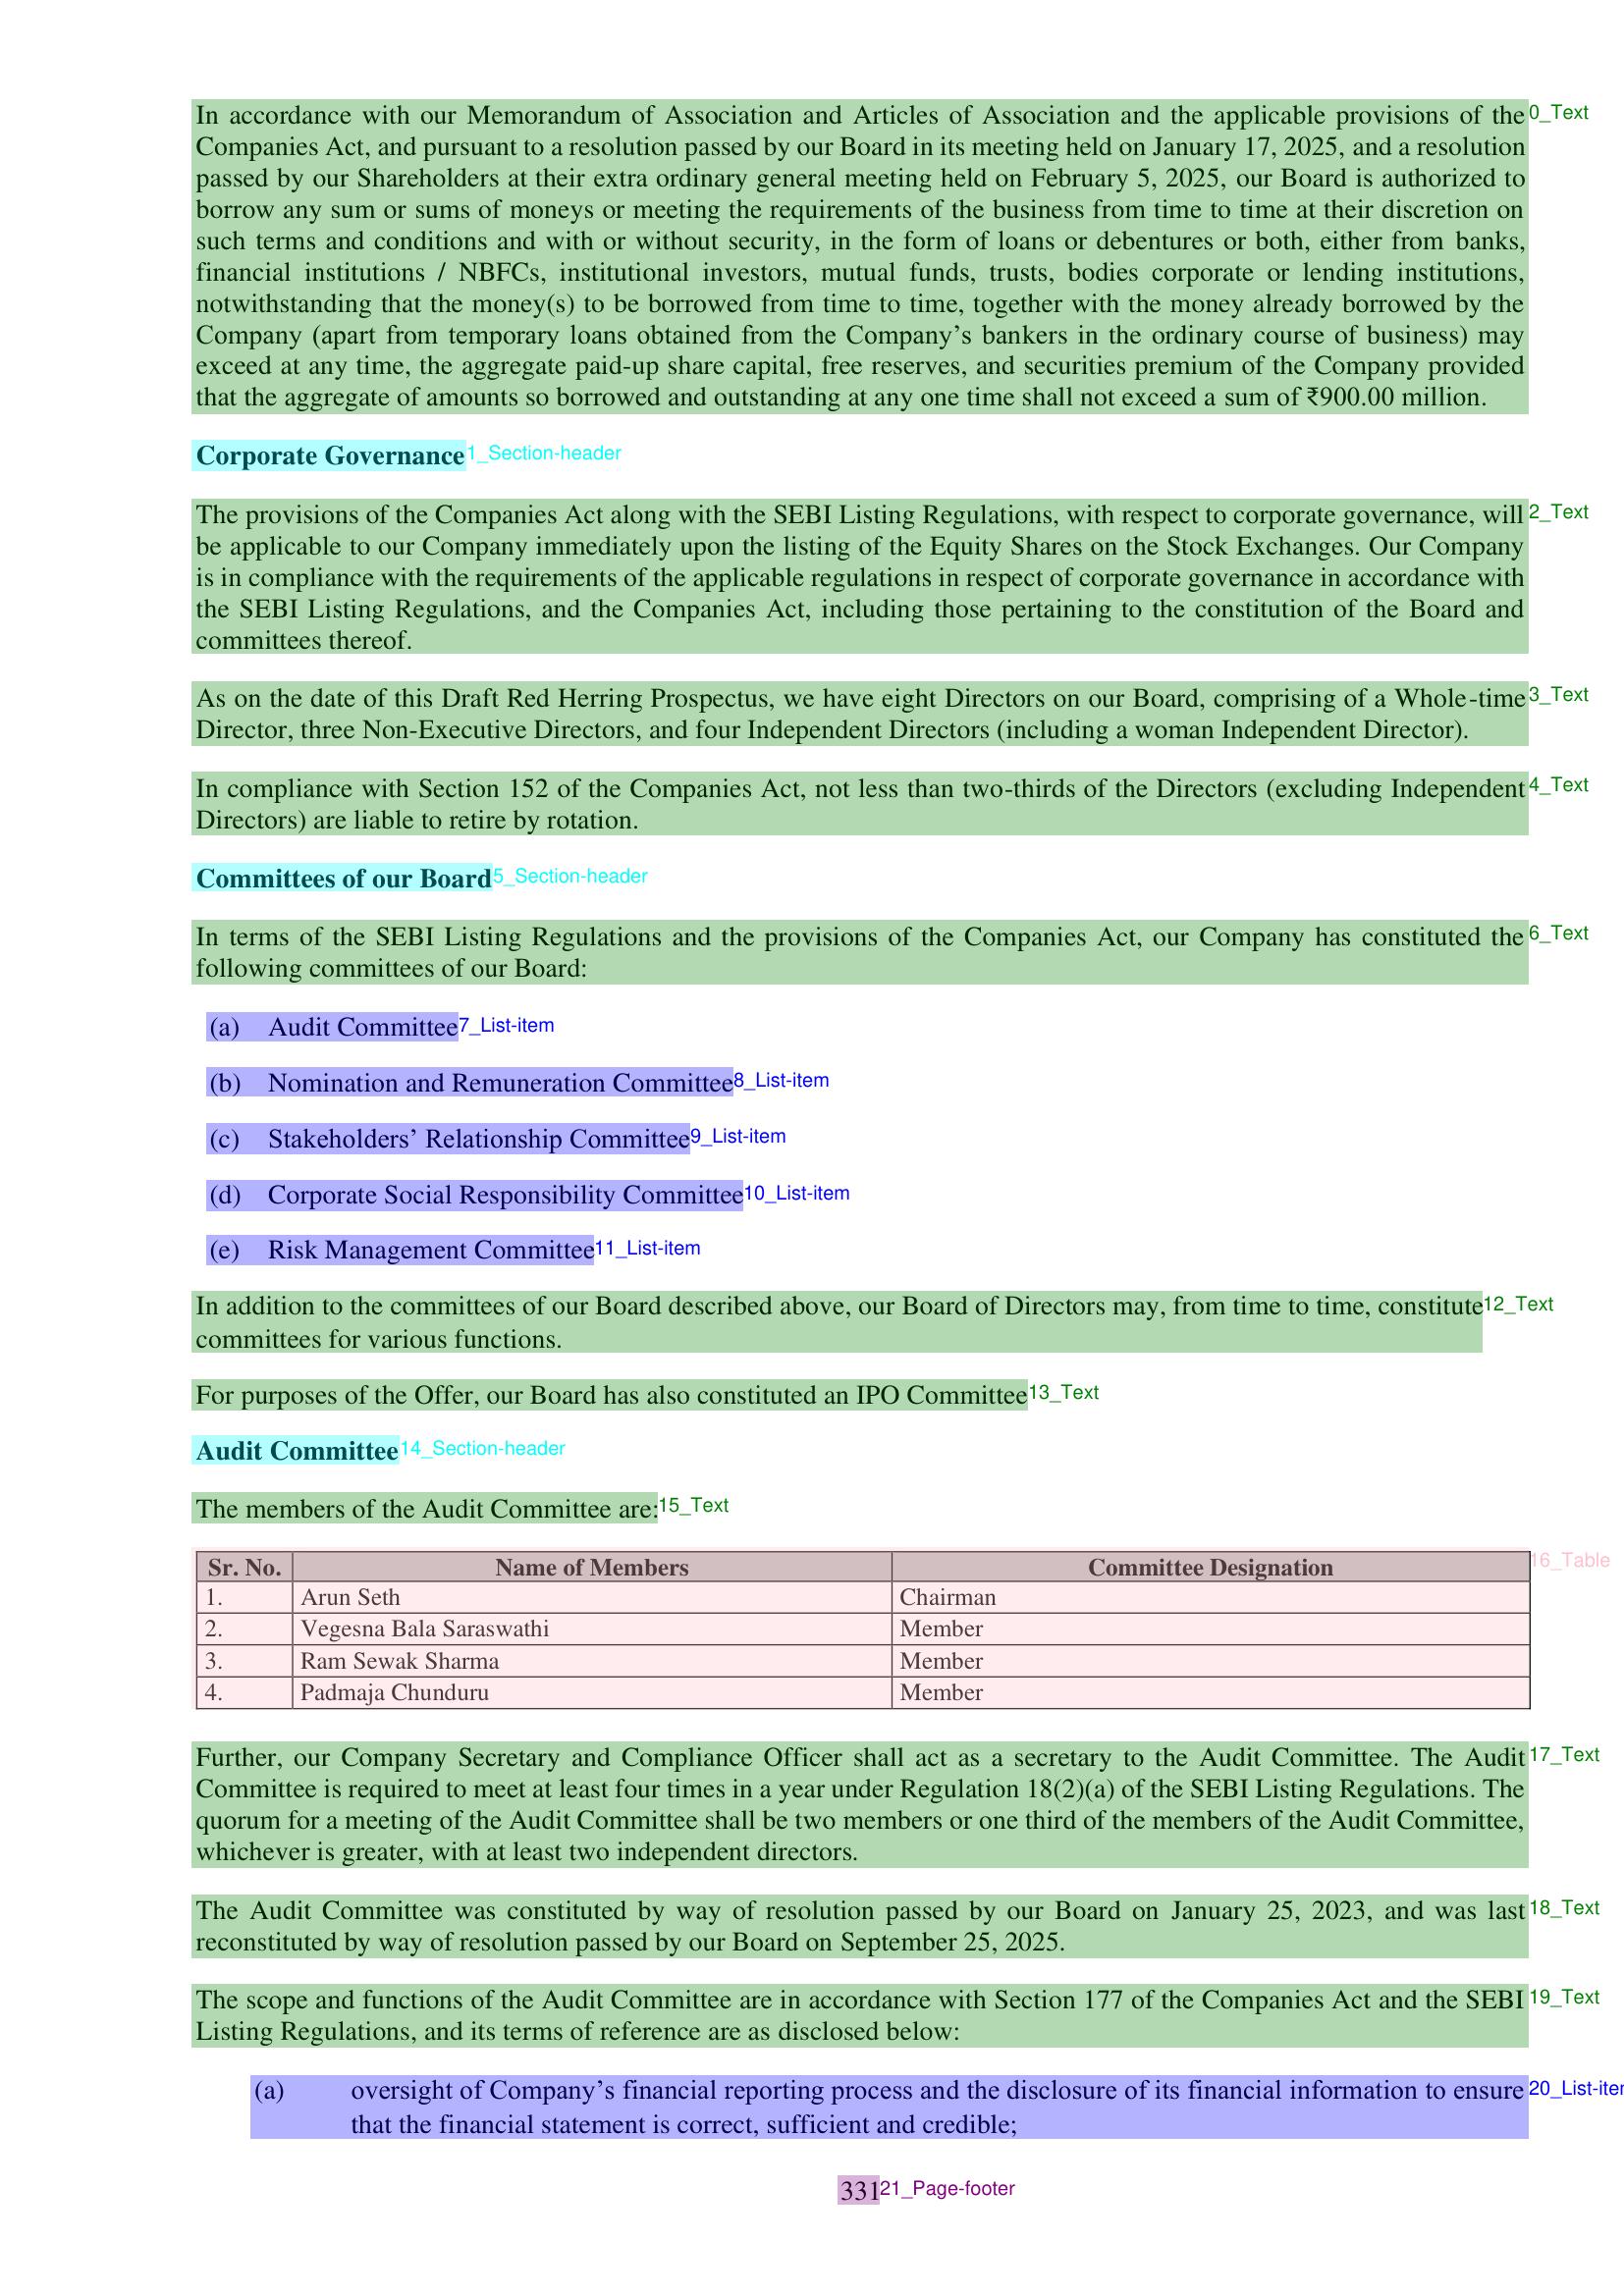 In accordance with our Memorandum of Association and Articles of Association and the applicable provisions of the 0_Text
Companies Act, and pursuant to a resolution passed by our Board in its meeting held on January 17, 2025, and a resolution
passed by our Shareholders at their extra ordinary general meeting held on February 5, 2025, our Board is authorized to
borrow any sum or sums of moneys or meeting the requirements of the business from time to time at their discretion on
such terms and conditions and with or without security, in the form of loans or debentures or both, either from banks,
financial institutions / NBFCs, institutional investors, mutual funds, trusts, bodies corporate or lending institutions,
notwithstanding that the money(s) to be borrowed from time to time, together with the money already borrowed by the
Company (apart from temporary loans obtained from the Company’s bankers in the ordinary course of business) may
exceed at any time, the aggregate paid-up share capital, free reserves, and securities premium of the Company provided
that the aggregate of amounts so borrowed and outstanding at any one time shall not exceed a sum of ₹900.00 million.
Corporate Governance 1_Section-header
The provisions of the Companies Act along with the SEBI Listing Regulations, with respect to corporate governance, will 2_Text
be applicable to our Company immediately upon the listing of the Equity Shares on the Stock Exchanges. Our Company
is in compliance with the requirements of the applicable regulations in respect of corporate governance in accordance with
the SEBI Listing Regulations, and the Companies Act, including those pertaining to the constitution of the Board and
committees thereof.
As on the date of this Draft Red Herring Prospectus, we have eight Directors on our Board, comprising of a Whole-time 3_Text
Director, three Non-Executive Directors, and four Independent Directors (including a woman Independent Director).
In compliance with Section 152 of the Companies Act, not less than two-thirds of the Directors (excluding Independent 4_Text
Directors) are liable to retire by rotation.
Committees of our Board 5_Section-header
In terms of the SEBI Listing Regulations and the provisions of the Companies Act, our Company has constituted the 6_Text
following committees of our Board:
(a) Audit Committee 7_List-item
(b) Nomination and Remuneration Committee 8_List-item
(c) Stakeholders’ Relationship Committee 9_List-item
(d) Corporate Social Responsibility Committee 10_List-item
(e) Risk Management Committee 11_List-item
In addition to the committees of our Board described above, our Board of Directors may, from time to time, constitute 12_Text
committees for various functions.
For purposes of the Offer, our Board has also constituted an IPO Committee 13_Text
Audit Committee 14_Section-header
The members of the Audit Committee are: 15_Text
Sr. No. Name of Members Committee Designation 16_Table
1. Arun Seth Chairman
2. Vegesna Bala Saraswathi Member
3. Ram Sewak Sharma Member
4. Padmaja Chunduru Member
Further, our Company Secretary and Compliance Officer shall act as a secretary to the Audit Committee. The Audit 17_Text
Committee is required to meet at least four times in a year under Regulation 18(2)(a) of the SEBI Listing Regulations. The
quorum for a meeting of the Audit Committee shall be two members or one third of the members of the Audit Committee,
whichever is greater, with at least two independent directors.
The Audit Committee was constituted by way of resolution passed by our Board on January 25, 2023, and was last 18_Text
reconstituted by way of resolution passed by our Board on September 25, 2025.
The scope and functions of the Audit Committee are in accordance with Section 177 of the Companies Act and the SEBI 19_Text
Listing Regulations, and its terms of reference are as disclosed below:
(a) oversight of Company’s financial reporting process and the disclosure of its financial information to ensure 20_List-iter
that the financial statement is correct, sufficient and credible;
331 21_Page-footer